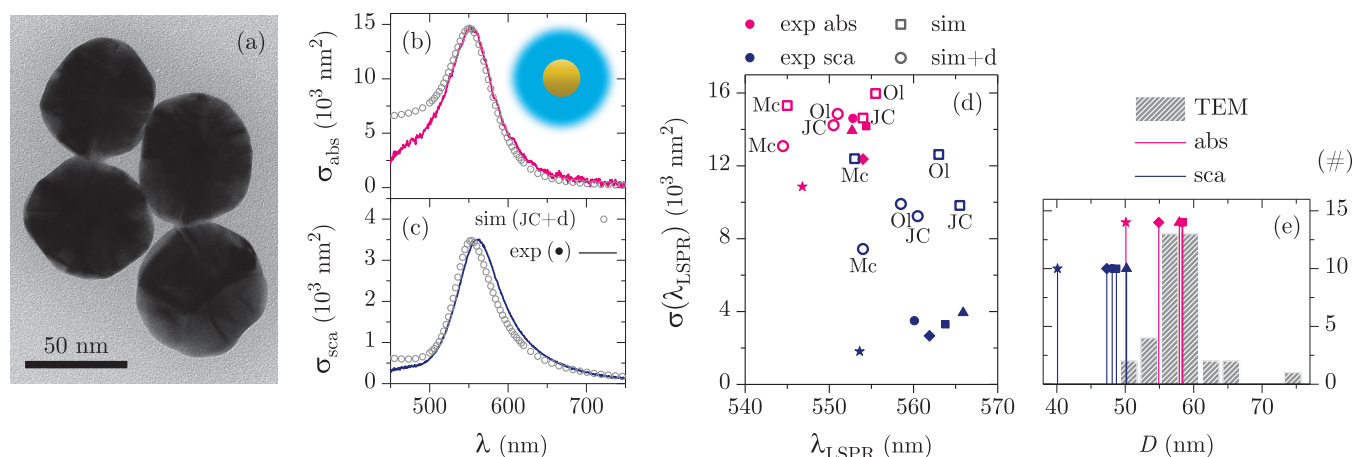 (a)
50 nm
σabs (10³ nm²)
15
10
5
0
(b)
σsca (10³ nm²)
4
3
2
1
0
(c)
sim (JC+d)
exp (●)
500 600 700
λ (nm)
exp abs
sim
exp sca
sim+d
σ(λLSPR) (10³ nm²)
16
12
8
4
0
(d)
Mc
Ol
Ol
JC
JC
Mc
Mc
Ol
Ol
JC
JC
Mc
540 550 560 570
λLSPR (nm)
TEM
abs
sca
(#)
15
10
5
0
(e)
40 50 60 70
D (nm)